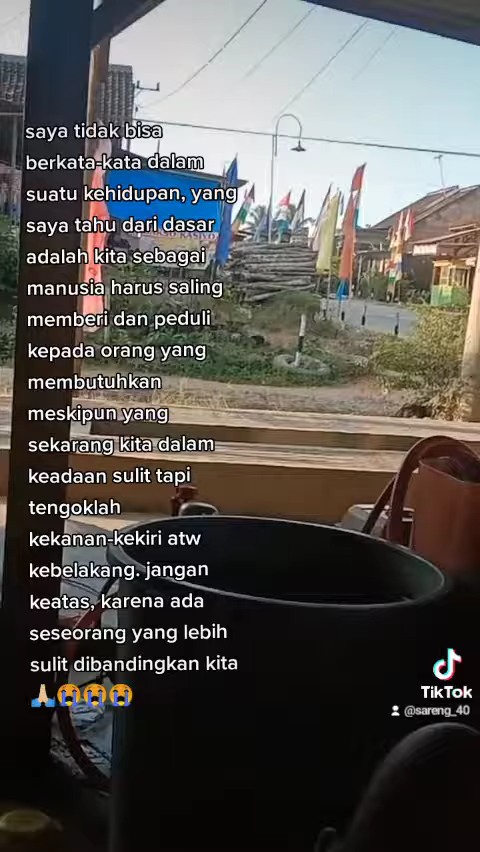 saya tidak bisa
berkata-kata dalam
suatu kehidupan, yang
saya tahu dari dasar
adalah kita sebagai
manusia harus saling
memberi dan peduli
kepada orang yang
membutuhkan
meskipun yang
sekarang kita dalam
keadaan sulit tapi
tengoklah
kekanan-kekiri atw
kebelakang. jangan
keatas, karena ada
seseorang yang lebih
sulit dibandingkan kita
🙏🏼😭😭😭
TikTok
@sareng_40